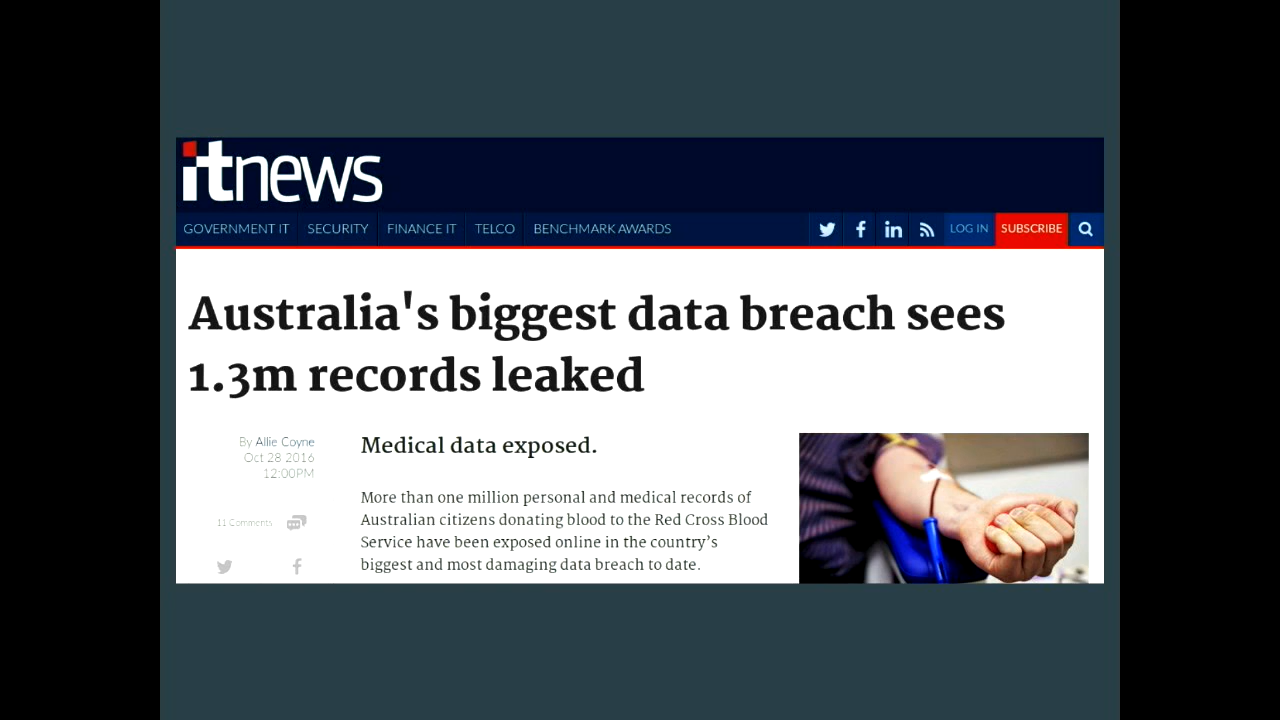 itnews
GOVERNMENT IT SECURITY FINANCE IT TELCO BENCHMARK AWARDS LOG IN SUBSCRIBE
Australia's biggest data breach sees
1.3m records leaked
By Allie Coyne
Oct 28 2016
12:00PM
11 Comments
Medical data exposed.
More than one million personal and medical records of
Australian citizens donating blood to the Red Cross Blood
Service have been exposed online in the country’s
biggest and most damaging data breach to date.